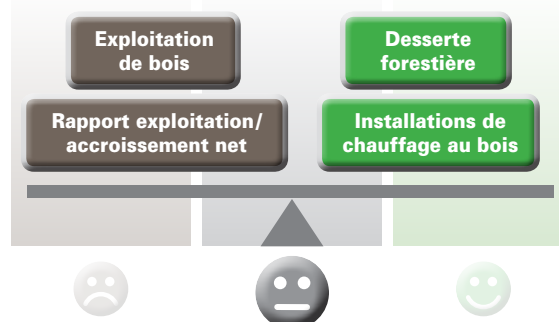 Exploitation
de bois
Desserte
forestière
Rapport exploitation/
accroissement net
Installations de
chauffage au bois